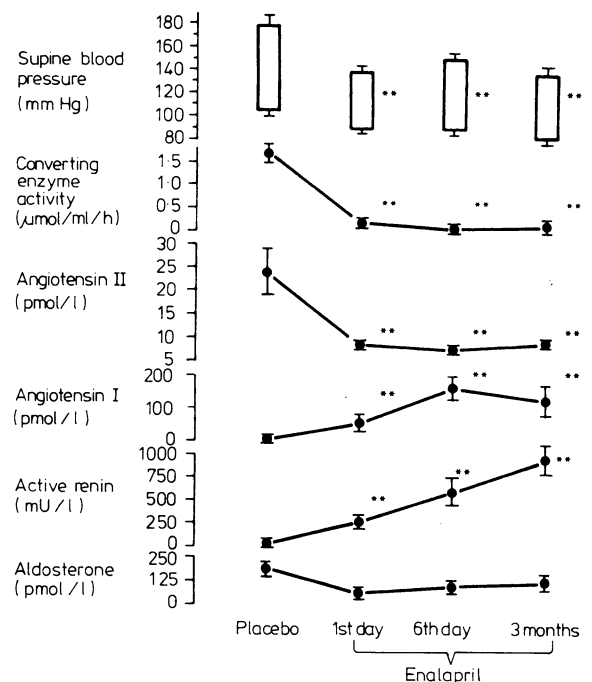 Supine blood
pressure
(mm Hg)
180
160
140
120
100
80
** ** **
Converting
enzyme
activity
(μmol/ml/h)
1·5
1·0
0·5
0
** ** **
Angiotensin II
(pmol/l)
30
25
20
15
10
5
** ** **
Angiotensin I
(pmol/l)
200
100
0
** ** **
Active renin
(mU/l)
1000
750
500
250
0
** ** **
Aldosterone
(pmol/l)
250
125
0
Placebo 1st day 6th day 3 months
Enalapril